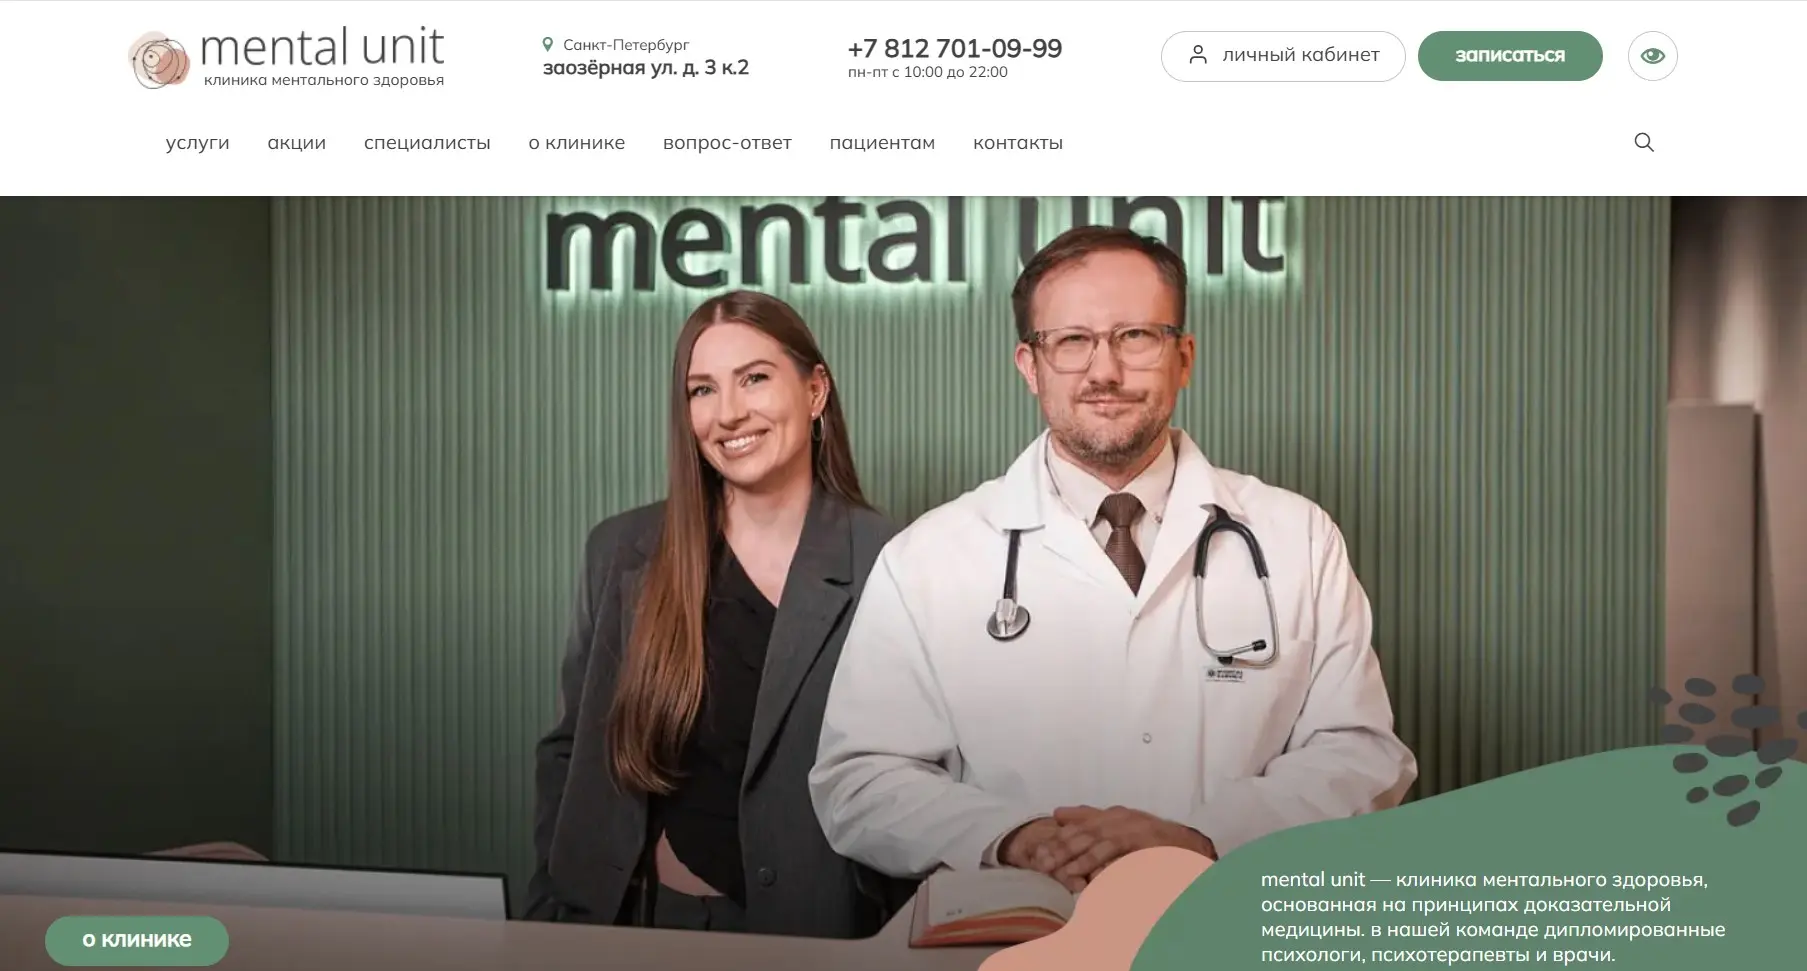 mental unit
клиника ментального здоровья
Санкт-Петербург
заозёрная ул. д. 3 к.2
+7 812 701-09-99
пн-пт с 10:00 до 22:00
личный кабинет
записаться
услуги
акции
специалисты
о клинике
вопрос-ответ
пациентам
контакты
mental unit
о клинике
mental unit — клиника ментального здоровья,
основанная на принципах доказательной
медицины. в нашей команде дипломированные
психологи, психотерапевты и врачи.